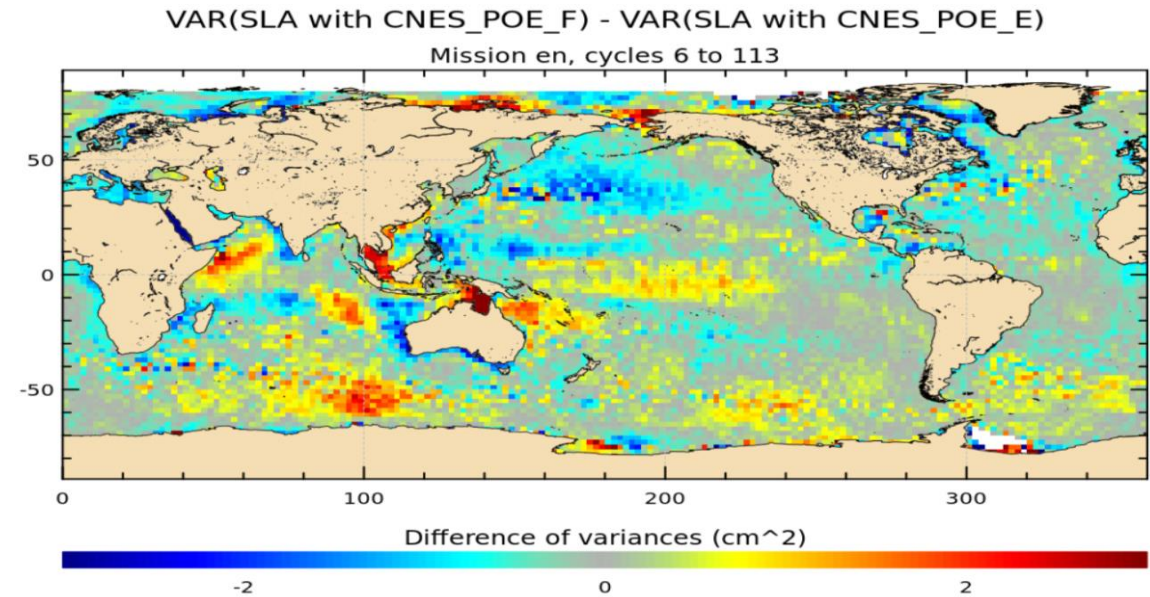 VAR(SLA with CNES_POE_F) - VAR(SLA with CNES_POE_E)
Mission en, cycles 6 to 113
50
0
-50
0 100 200 300
Difference of variances (cm^2)
-2 0 2